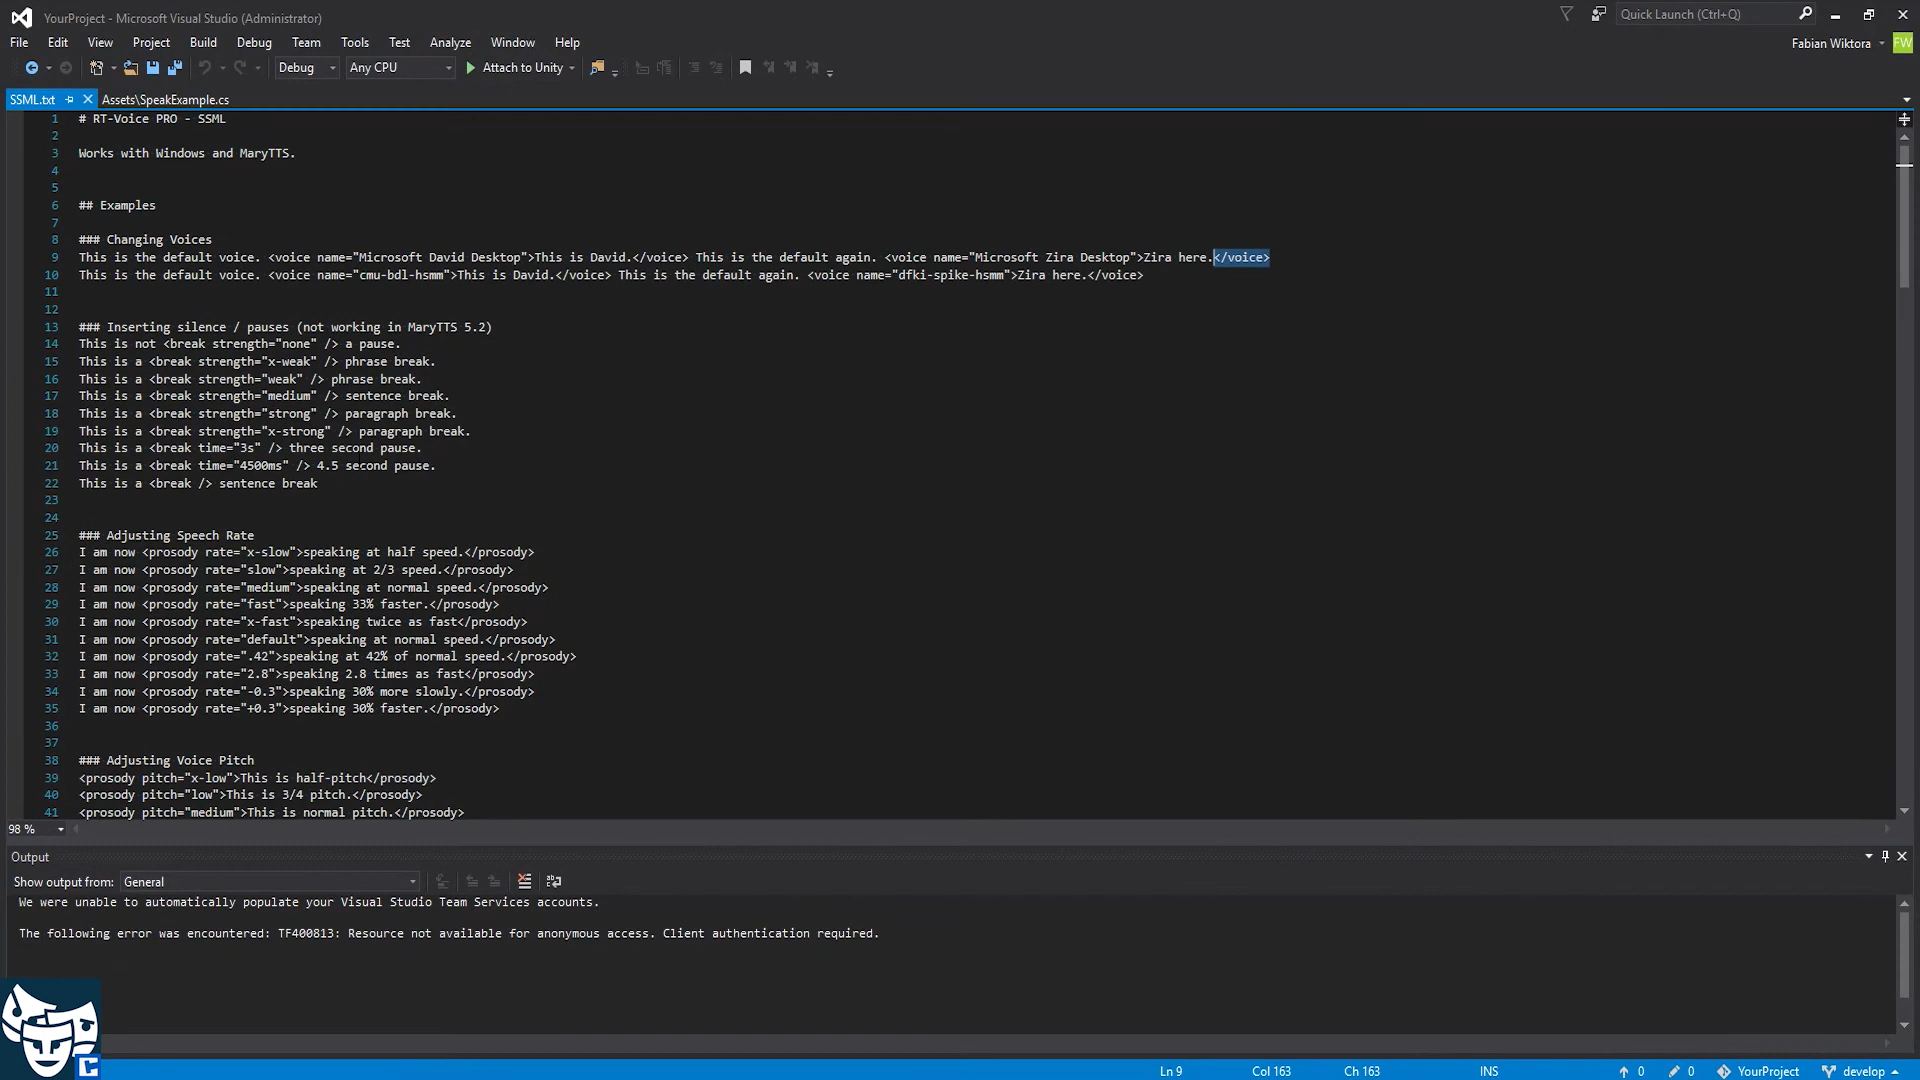 YourProject - Microsoft Visual Studio (Administrator)
Quick Launch (Ctrl+Q)
File Edit View Project Build Debug Team Tools Test Analyze Window Help
Fabian Wiktora FW
Debug Any CPU Attach to Unity
SSML.txt Assets\SpeakExample.cs
1 # RT-Voice PRO - SSML
2
3 Works with Windows and MaryTTS.
4
5
6 ## Examples
7
8 ### Changing Voices
9 This is the default voice. <voice name="Microsoft David Desktop">This is David.</voice> This is the default again. <voice name="Microsoft Zira Desktop">Zira here.</voice>
10 This is the default voice. <voice name="cmu-bdl-hsmm">This is David.</voice> This is the default again. <voice name="dfki-spike-hsmm">Zira here.</voice>
11
12
13 ### Inserting silence / pauses (not working in MaryTTS 5.2)
14 This is not <break strength="none" /> a pause.
15 This is a <break strength="x-weak" /> phrase break.
16 This is a <break strength="weak" /> phrase break.
17 This is a <break strength="medium" /> sentence break.
18 This is a <break strength="strong" /> paragraph break.
19 This is a <break strength="x-strong" /> paragraph break.
20 This is a <break time="3s" /> three second pause.
21 This is a <break time="4500ms" /> 4.5 second pause.
22 This is a <break /> sentence break
23
24
25 ### Adjusting Speech Rate
26 I am now <prosody rate="x-slow">speaking at half speed.</prosody>
27 I am now <prosody rate="slow">speaking at 2/3 speed.</prosody>
28 I am now <prosody rate="medium">speaking at normal speed.</prosody>
29 I am now <prosody rate="fast">speaking 33% faster.</prosody>
30 I am now <prosody rate="x-fast">speaking twice as fast</prosody>
31 I am now <prosody rate="default">speaking at normal speed.</prosody>
32 I am now <prosody rate=".42">speaking at 42% of normal speed.</prosody>
33 I am now <prosody rate="2.8">speaking 2.8 times as fast</prosody>
34 I am now <prosody rate="-0.3">speaking 30% more slowly.</prosody>
35 I am now <prosody rate="+0.3">speaking 30% faster.</prosody>
36
37
38 ### Adjusting Voice Pitch
39 <prosody pitch="x-low">This is half-pitch</prosody>
40 <prosody pitch="low">This is 3/4 pitch.</prosody>
41 <prosody pitch="medium">This is normal pitch.</prosody>
98 %
Output
Show output from: General
We were unable to automatically populate your Visual Studio Team Services accounts.
The following error was encountered: TF400813: Resource not available for anonymous access. Client authentication required.
Ln 9 Col 163 Ch 163 INS 0 0 YourProject develop